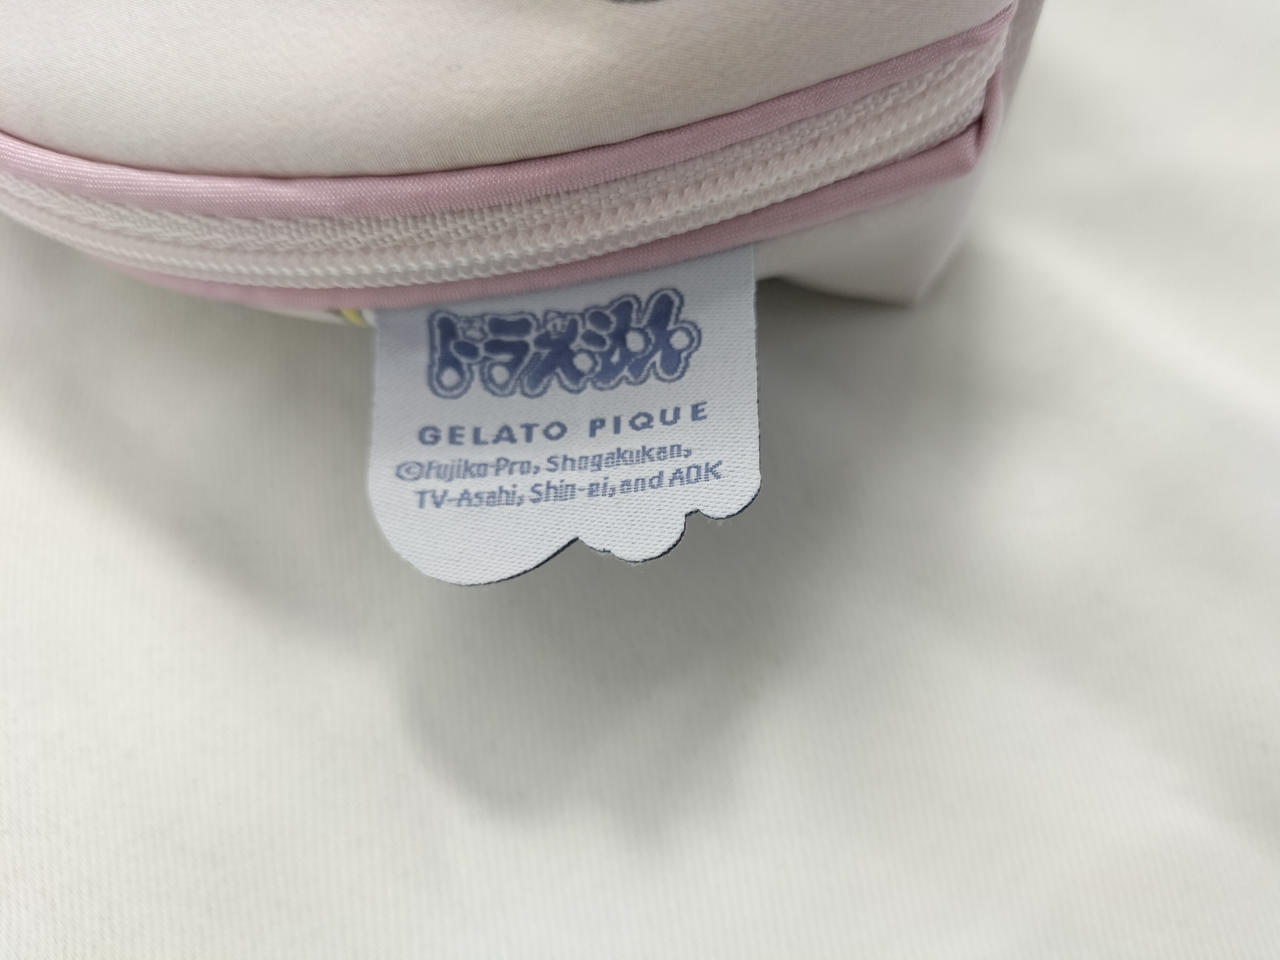 ドラえもん
GELATO PIQUE
©Fujiko-Pro, Shogakukan,
TV-Asahi, Shin-ei, and ADK